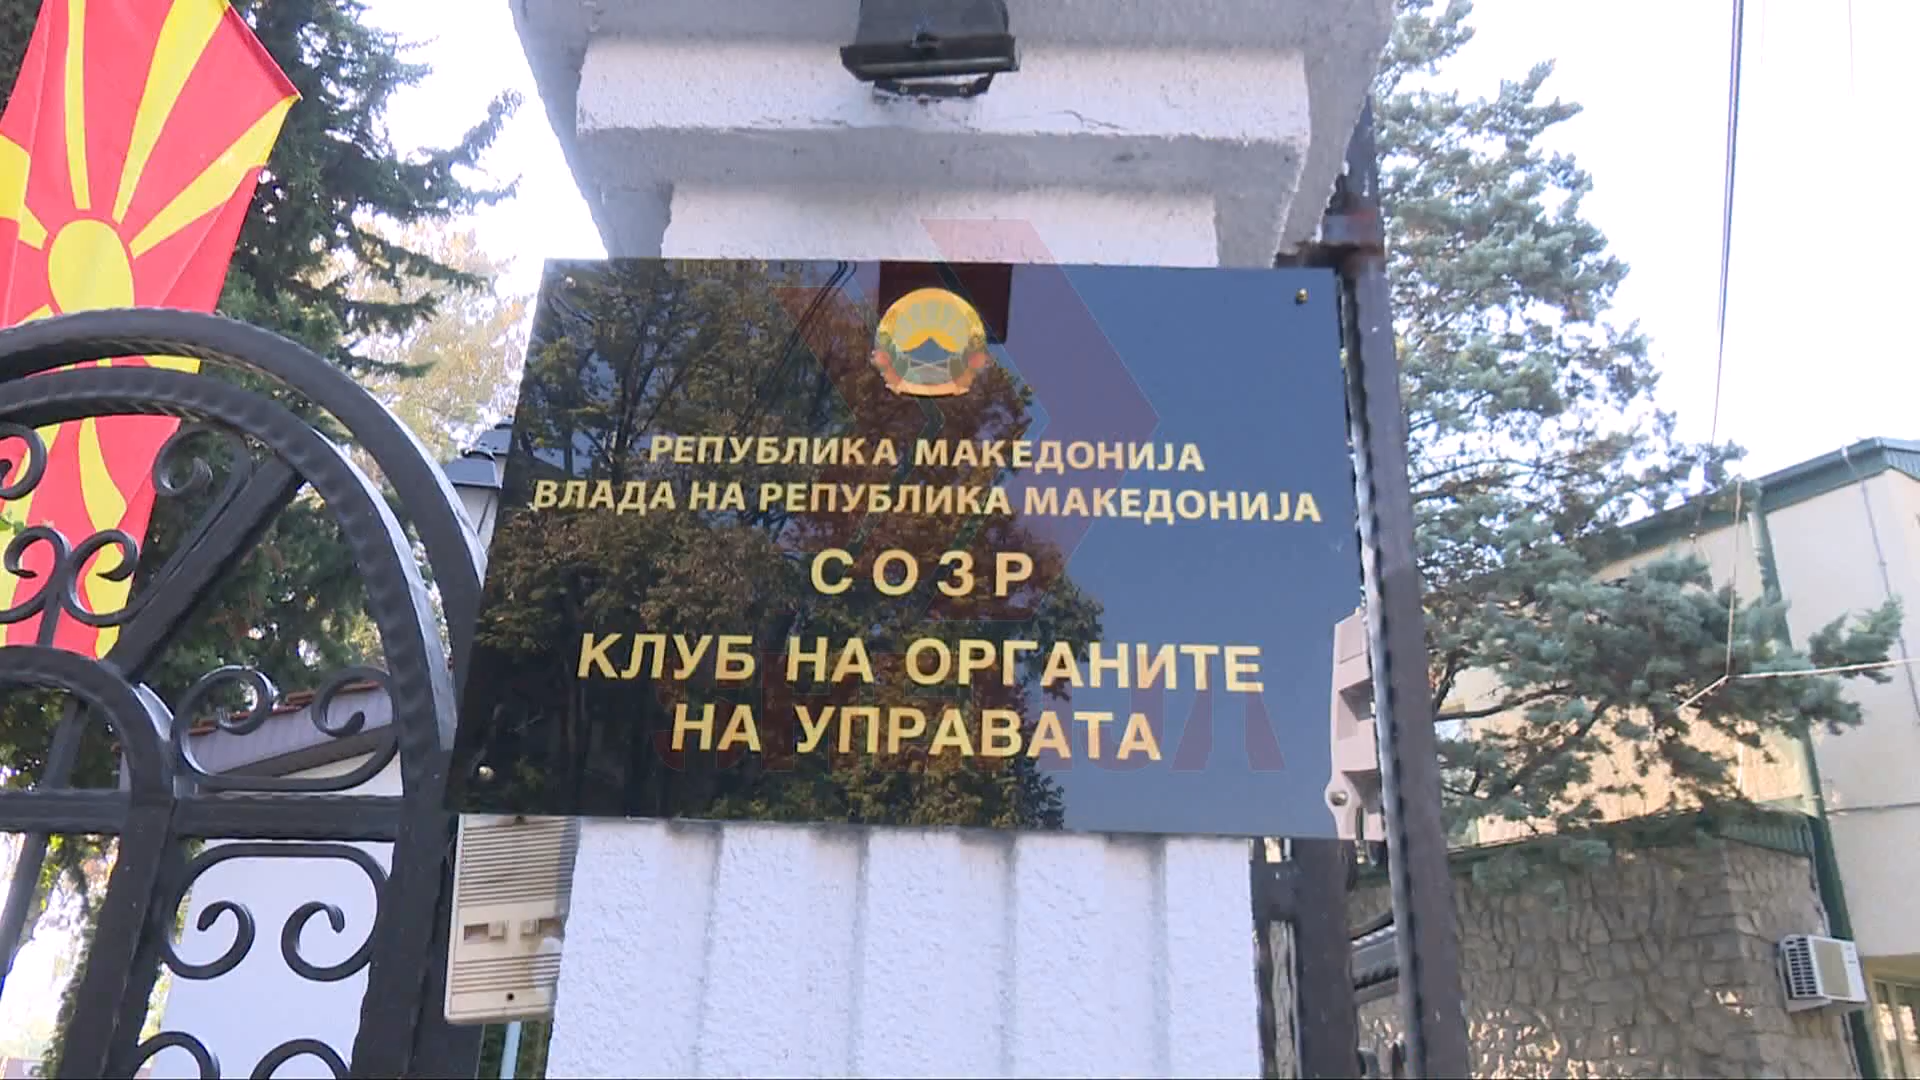 РЕПУБЛИКА МАКЕДОНИЈА
ВЛАДА НА РЕПУБЛИКА МАКЕДОНИЈА
СОЗР
КЛУБ НА ОРГАНИТЕ
НА УПРАВАТА